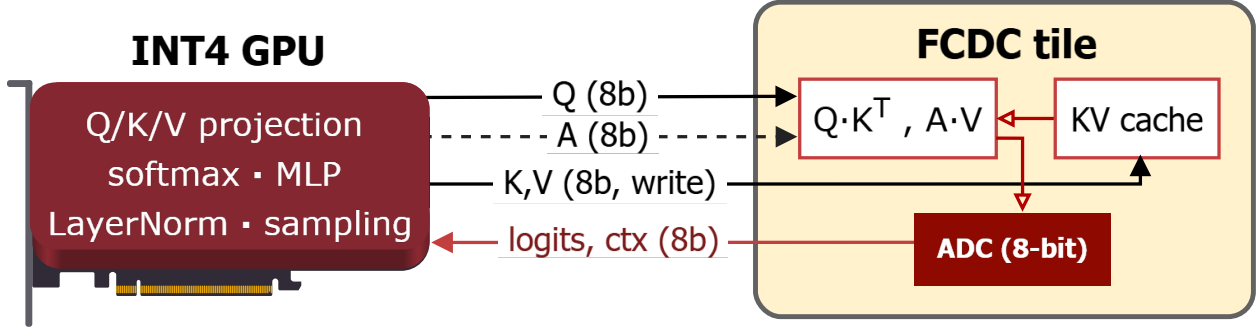 INT4 GPU
Q/K/V projection
softmax · MLP
LayerNorm · sampling
Q (8b)
A (8b)
K,V (8b, write)
logits, ctx (8b)
FCDC tile
Q·Kᵀ , A·V
KV cache
ADC (8-bit)